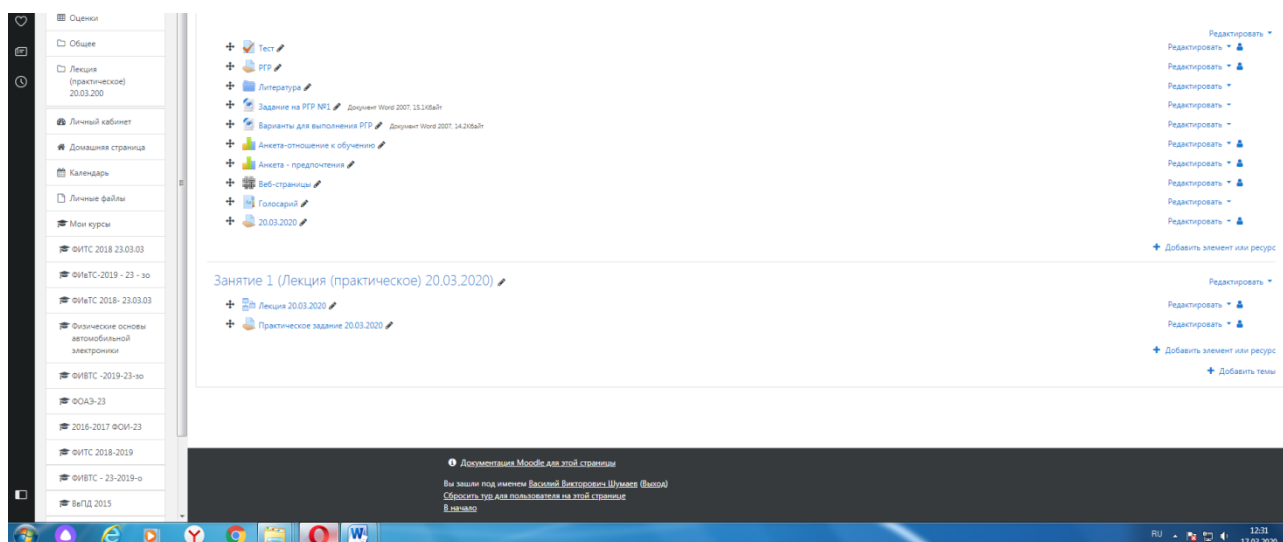 Оценки
Общее
Лекция
(практическое)
20.03.200
Личный кабинет
Домашняя страница
Календарь
Личные файлы
Мои курсы
ФИТС 2018 23.03.03
ФИвТС-2019 - 23 - зо
ФИвТС 2018- 23.03.03
Физические основы
автомобильной
электроники
ФИВТС -2019-23-зо
ФОАЭ-23
2016-2017 ФОИ-23
ФИТС 2018-2019
ФИВТС - 23-2019-о
ВвПД 2015
Редактировать
Тест Редактировать
РГР Редактировать
Литература Редактировать
Задание на РГР №1 Документ Word 2007, 15.1Кбайт Редактировать
Варианты для выполнения РГР Документ Word 2007, 14.2Кбайт Редактировать
Анкета-отношение к обучению Редактировать
Анкета - предпочтения Редактировать
Веб-страницы Редактировать
Голосарий Редактировать
20.03.2020 Редактировать
Добавить элемент или ресурс
Занятие 1 (Лекция (практическое) 20.03.2020) Редактировать
Лекция 20.03.2020 Редактировать
Практическое задание 20.03.2020 Редактировать
Добавить элемент или ресурс
Добавить темы
Документация Moodle для этой страницы
Вы зашли под именем Василий Викторович Шумаев (Выход)
Сбросить тур для пользователя на этой странице
В начало
RU
12:31
17.03.2020